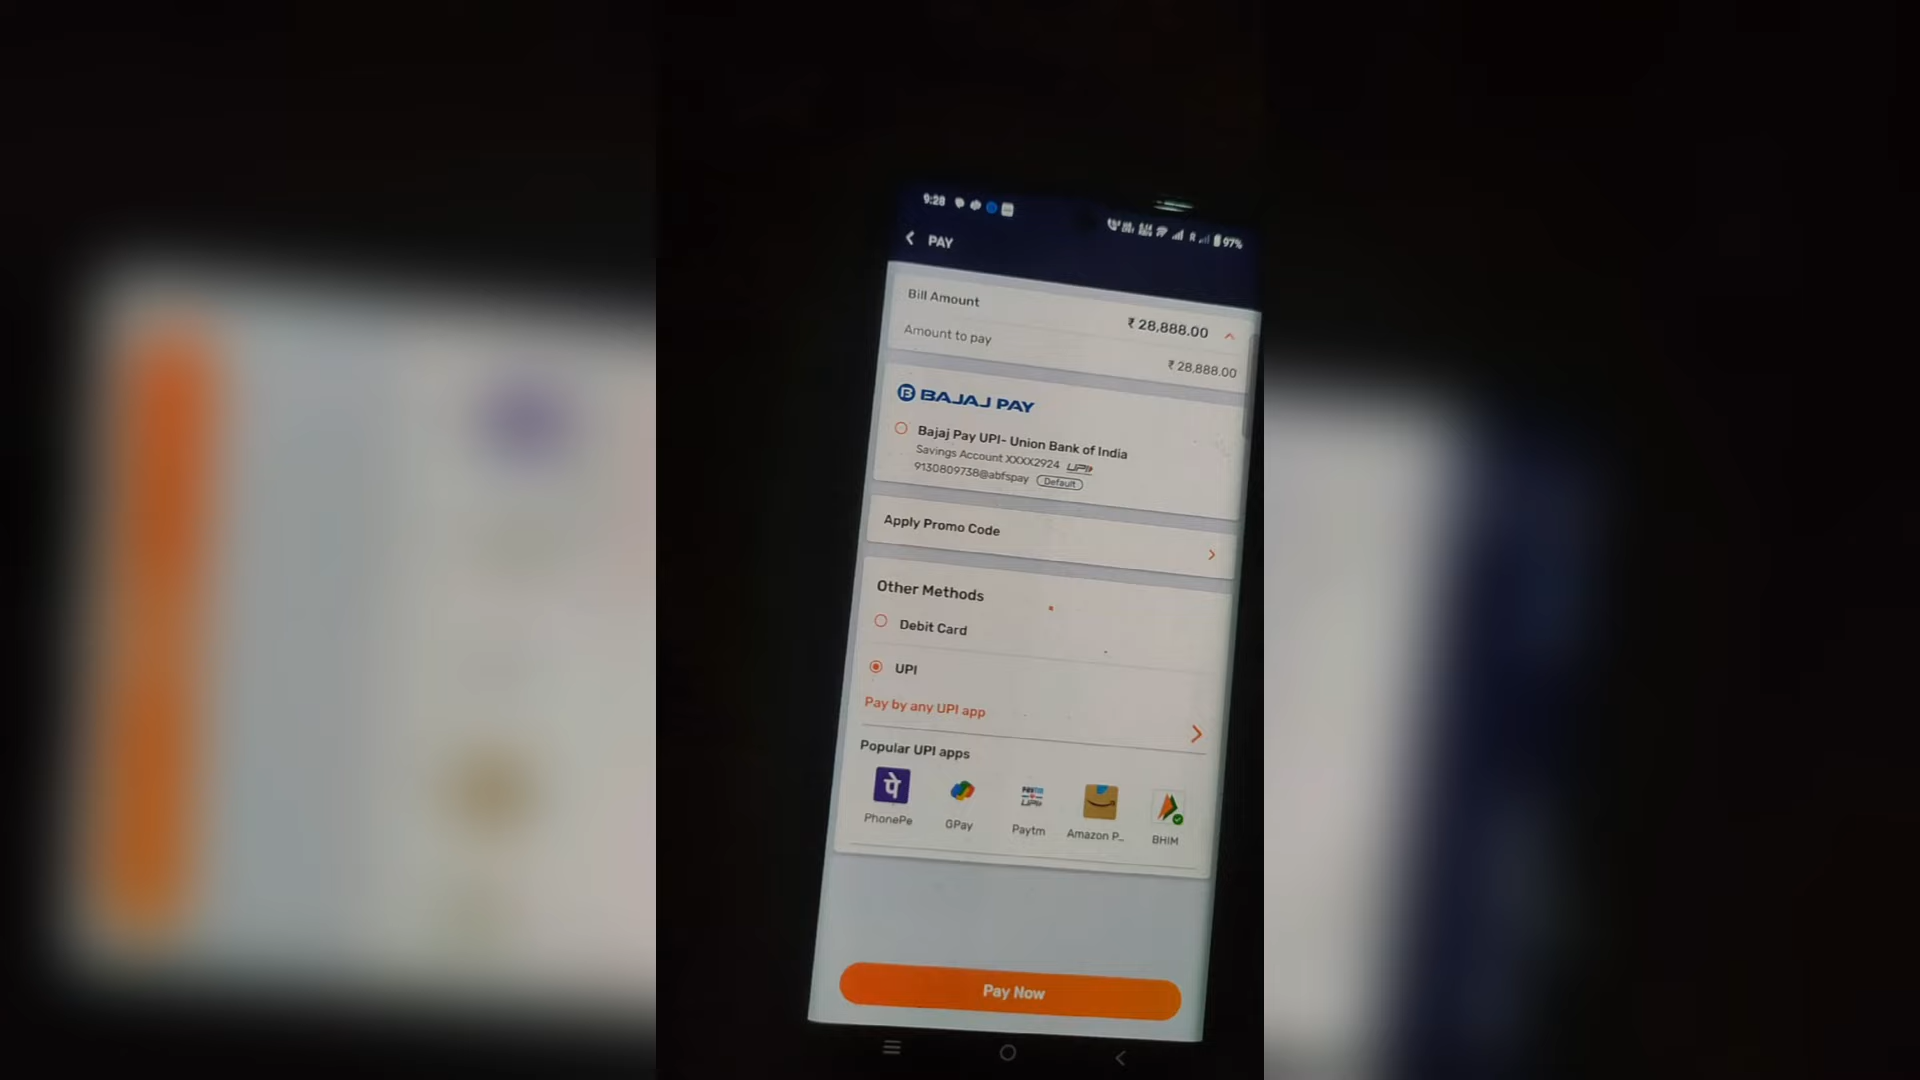 9:28
97%
PAY
Bill Amount
₹ 28,888.00
Amount to pay
₹ 28,888.00
BAJAJ PAY
Bajaj Pay UPI- Union Bank of India
Savings Account XXXX2924 UPI
9130809738@abfspay Default
Apply Promo Code
Other Methods
Debit Card
UPI
Pay by any UPI app
Popular UPI apps
पे
PhonePe
GPay
Paytm
Amazon P...
BHIM
Pay Now